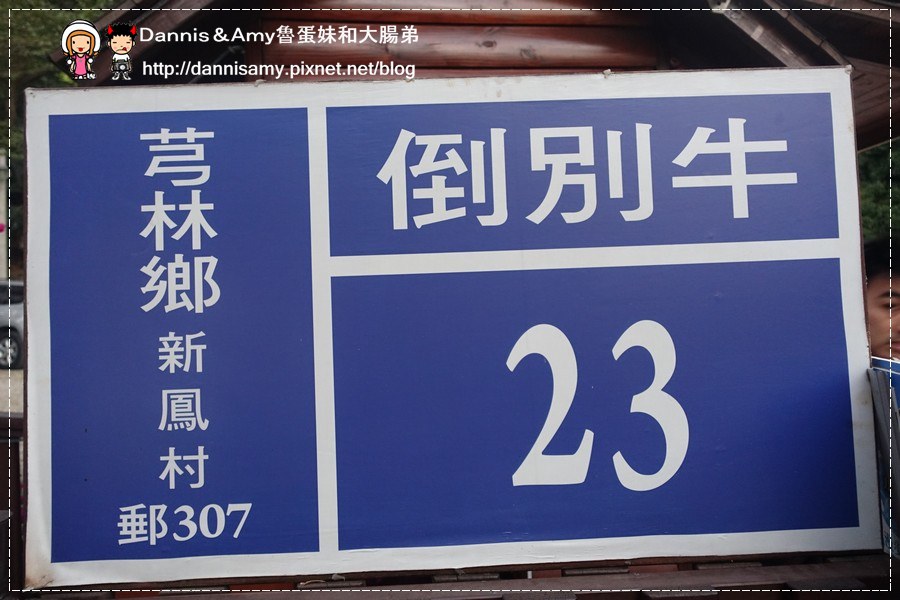 Dannis & Amy魯蛋妹和大腸弟
http://dannisamy.pixnet.net/blog
芎林鄉新鳳村
郵307
倒別牛
23